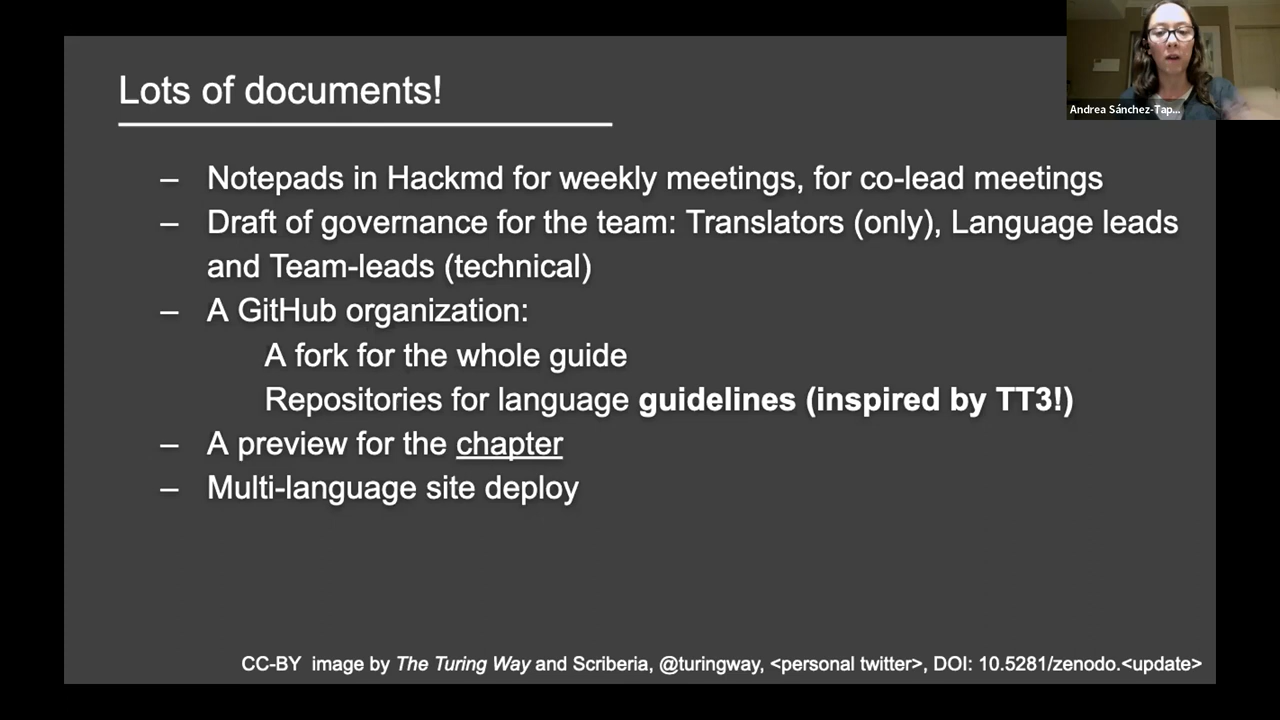 Lots of documents!
Andrea Sánchez-Tap...
– Notepads in Hackmd for weekly meetings, for co-lead meetings
– Draft of governance for the team: Translators (only), Language leads
and Team-leads (technical)
– A GitHub organization:
A fork for the whole guide
Repositories for language guidelines (inspired by TT3!)
– A preview for the chapter
– Multi-language site deploy
CC-BY image by The Turing Way and Scriberia, @turingway, <personal twitter>, DOI: 10.5281/zenodo.<update>